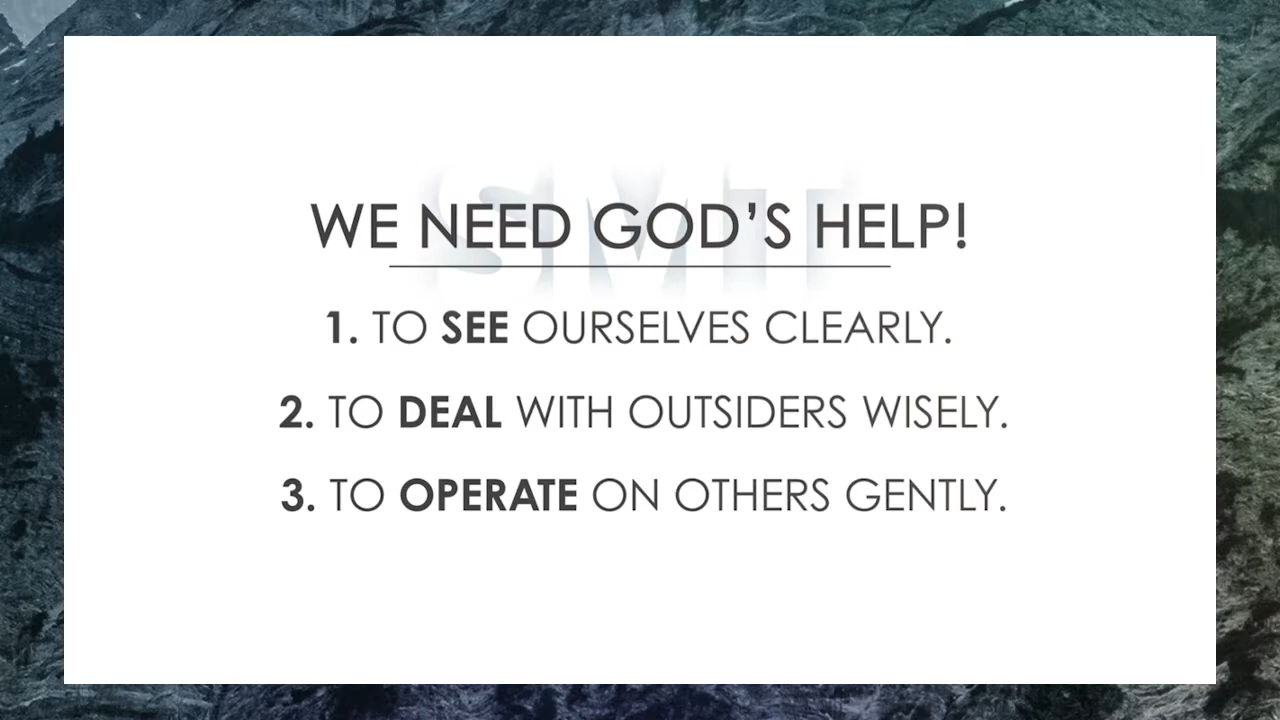 WE NEED GOD'S HELP!
1. TO SEE OURSELVES CLEARLY.
2. TO DEAL WITH OUTSIDERS WISELY.
3. TO OPERATE ON OTHERS GENTLY.